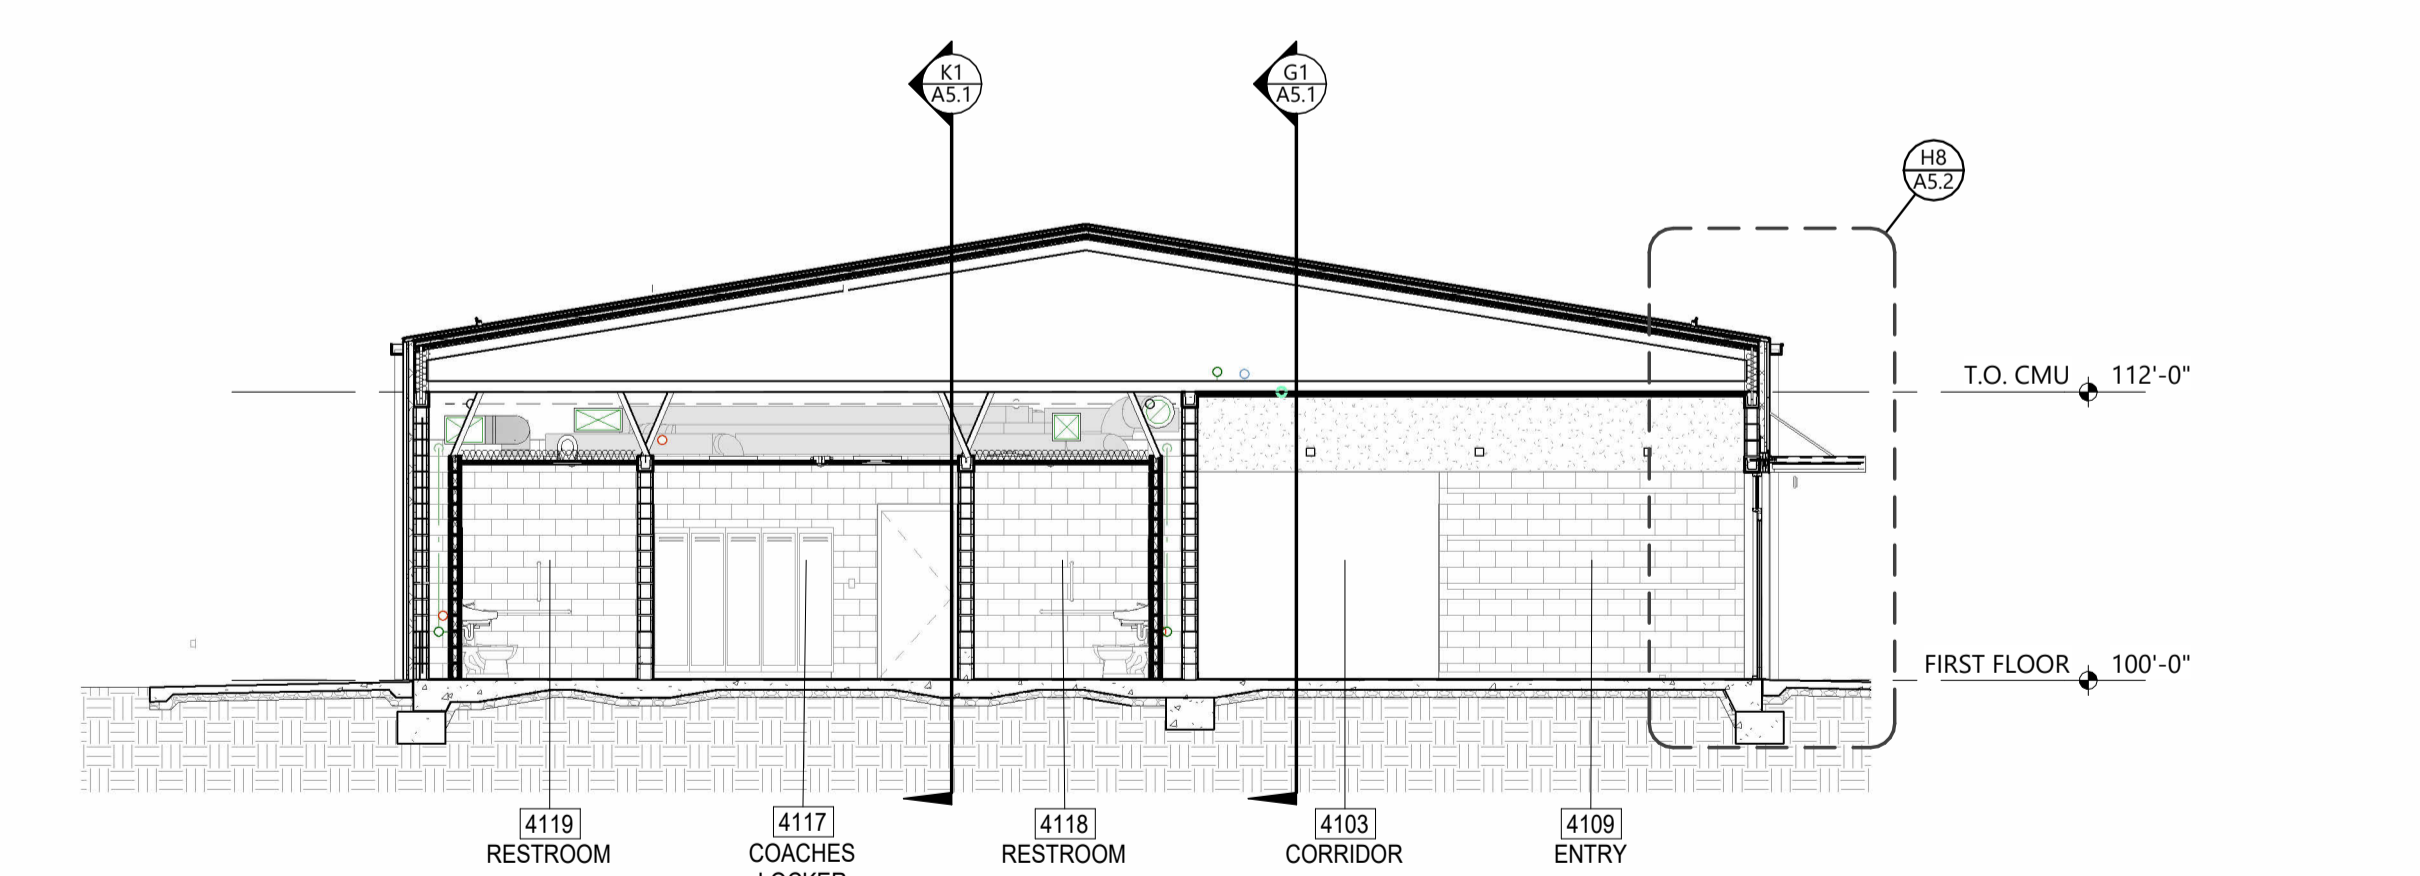 K1
A5.1
G1
A5.1
H8
A5.2
T.O. CMU 112'-0"
FIRST FLOOR 100'-0"
4119
RESTROOM
4117
COACHES
LOCKER
4118
RESTROOM
4103
CORRIDOR
4109
ENTRY